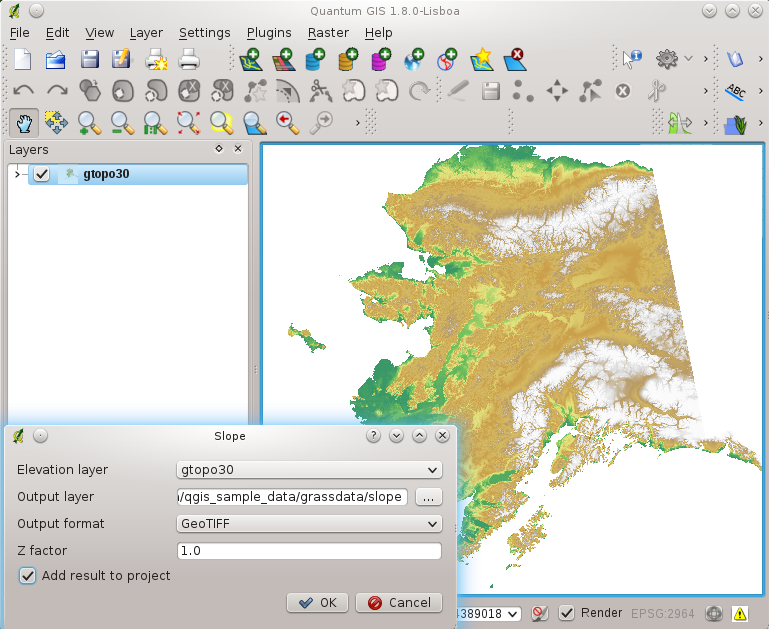 Quantum GIS 1.8.0-Lisboa
File Edit View Layer Settings Plugins Raster Help
ABC
Layers
gtopo30
Slope
Elevation layer gtopo30
Output layer /qgis_sample_data/grassdata/slope ...
Output format GeoTIFF
Z factor 1.0
Add result to project
OK Cancel
4389018 Render EPSG:2964